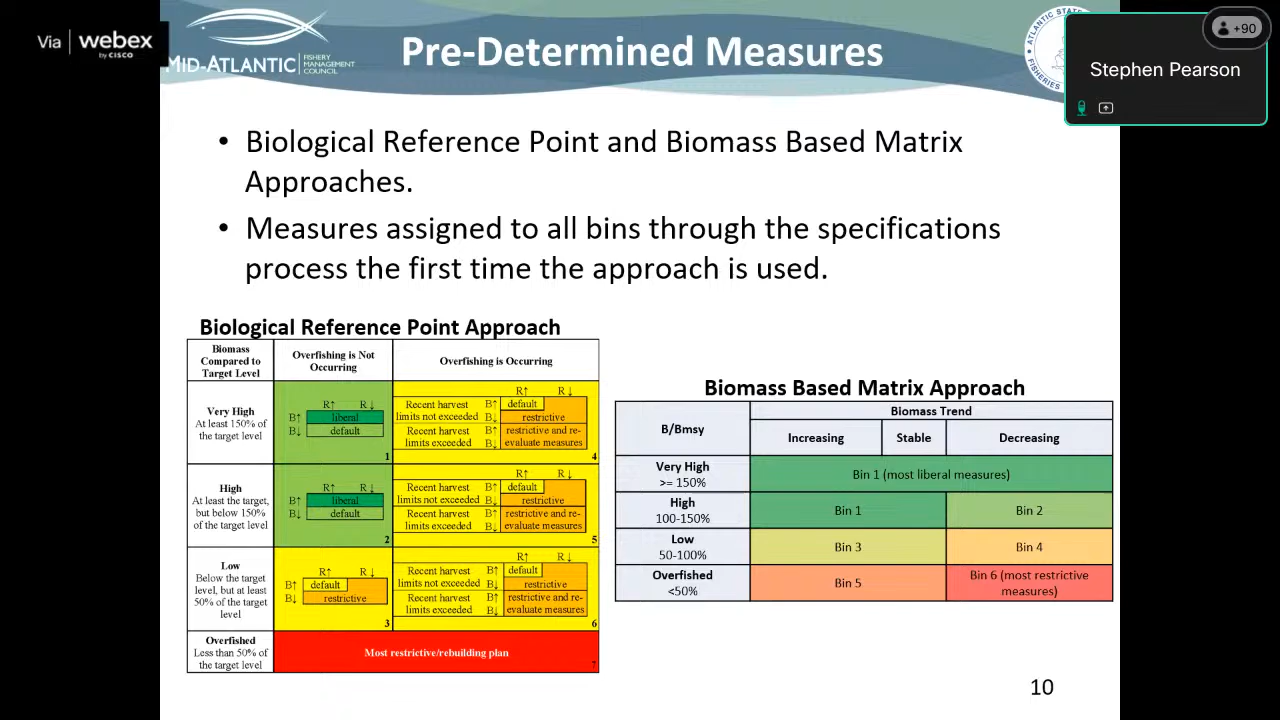 Via webex
by CISCO
MID-ATLANTIC FISHERY MANAGEMENT COUNCIL
Pre-Determined Measures
ATLANTIC STATE
FISHERIES
+90
Stephen Pearson
• Biological Reference Point and Biomass Based Matrix
Approaches.
• Measures assigned to all bins through the specifications
process the first time the approach is used.
Biological Reference Point Approach
Biomass
Compared to
Target Level
Overfishing is Not
Occurring
Overfishing is Occurring
Very High
At least 150% of
the target level
R↑ R↓
B↑ liberal
B↓ default
1
R↑ R↓
Recent harvest B↑ default
limits not exceeded B↓ restrictive
Recent harvest B↑ restrictive and re-
limits exceeded B↓ evaluate measures
4
High
At least the target,
but below 150%
of the target level
R↑ R↓
B↑ liberal
B↓ default
2
R↑ R↓
Recent harvest B↑ default
limits not exceeded B↓ restrictive
Recent harvest B↑ restrictive and re-
limits exceeded B↓ evaluate measures
5
Low
Below the target
level, but at least
50% of the target
level
R↑ R↓
B↑ default
B↓ restrictive
3
R↑ R↓
Recent harvest B↑ default
limits not exceeded B↓ restrictive
Recent harvest B↑ restrictive and re-
limits exceeded B↓ evaluate measures
6
Overfished
Less than 50% of
the target level
Most restrictive/rebuilding plan
7
Biomass Based Matrix Approach
B/Bmsy
Biomass Trend
Increasing Stable Decreasing
Very High
>= 150%
Bin 1 (most liberal measures)
High
100-150%
Bin 1 Bin 2
Low
50-100%
Bin 3 Bin 4
Overfished
<50%
Bin 5
Bin 6 (most restrictive
measures)
10